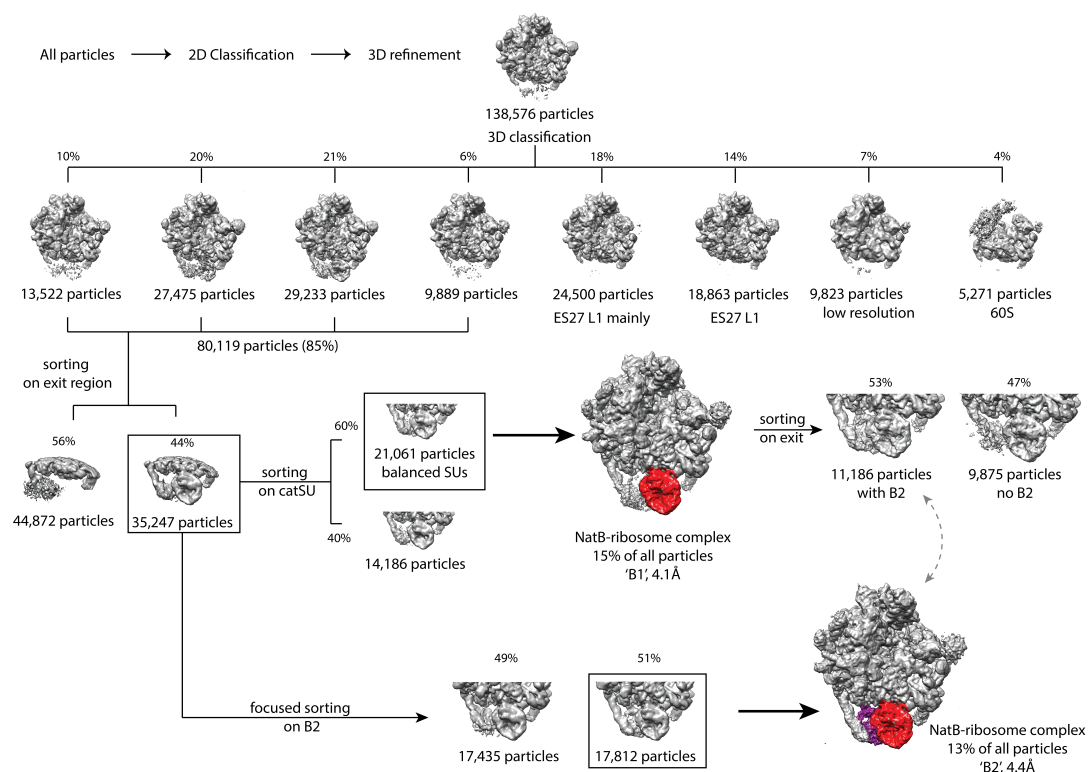 All particles
2D Classification
3D refinement
138,576 particles
3D classification
10%
20%
21%
6%
18%
14%
7%
4%
13,522 particles
27,475 particles
29,233 particles
9,889 particles
24,500 particles
ES27 L1 mainly
18,863 particles
ES27 L1
9,823 particles
low resolution
5,271 particles
60S
80,119 particles (85%)
sorting
on exit region
56%
44%
44,872 particles
35,247 particles
sorting
on catSU
60%
21,061 particles
balanced SUs
40%
14,186 particles
NatB-ribosome complex
15% of all particles
'B1', 4.1Å
sorting
on exit
53%
47%
11,186 particles
with B2
9,875 particles
no B2
focused sorting
on B2
49%
51%
17,435 particles
17,812 particles
NatB-ribosome complex
13% of all particles
'B2', 4.4Å